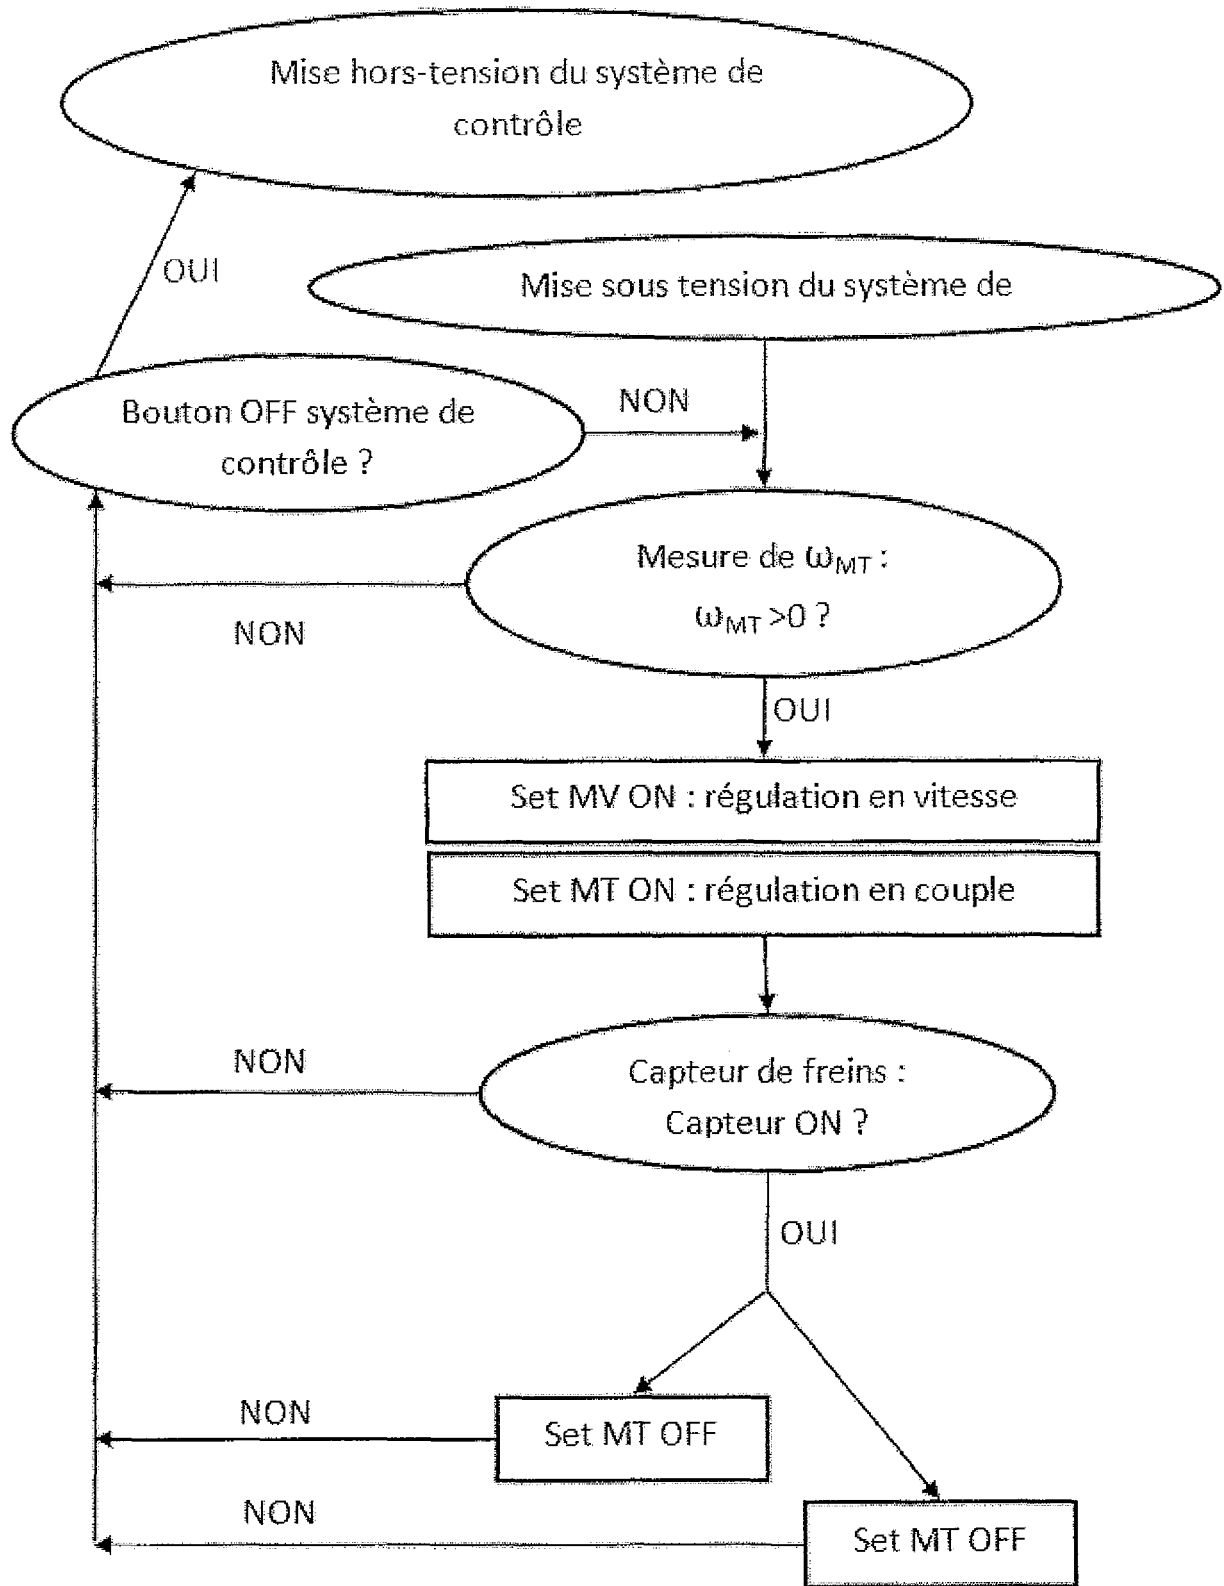 Mise hors-tension du système de
contrôle
OUI
Mise sous tension du système de
Bouton OFF système de
contrôle ?
NON
Mesure de ωMT :
ωMT >0 ?
NON
OUI
Set MV ON : régulation en vitesse
Set MT ON : régulation en couple
NON
Capteur de freins :
Capteur ON ?
OUI
NON
Set MT OFF
NON
Set MT OFF